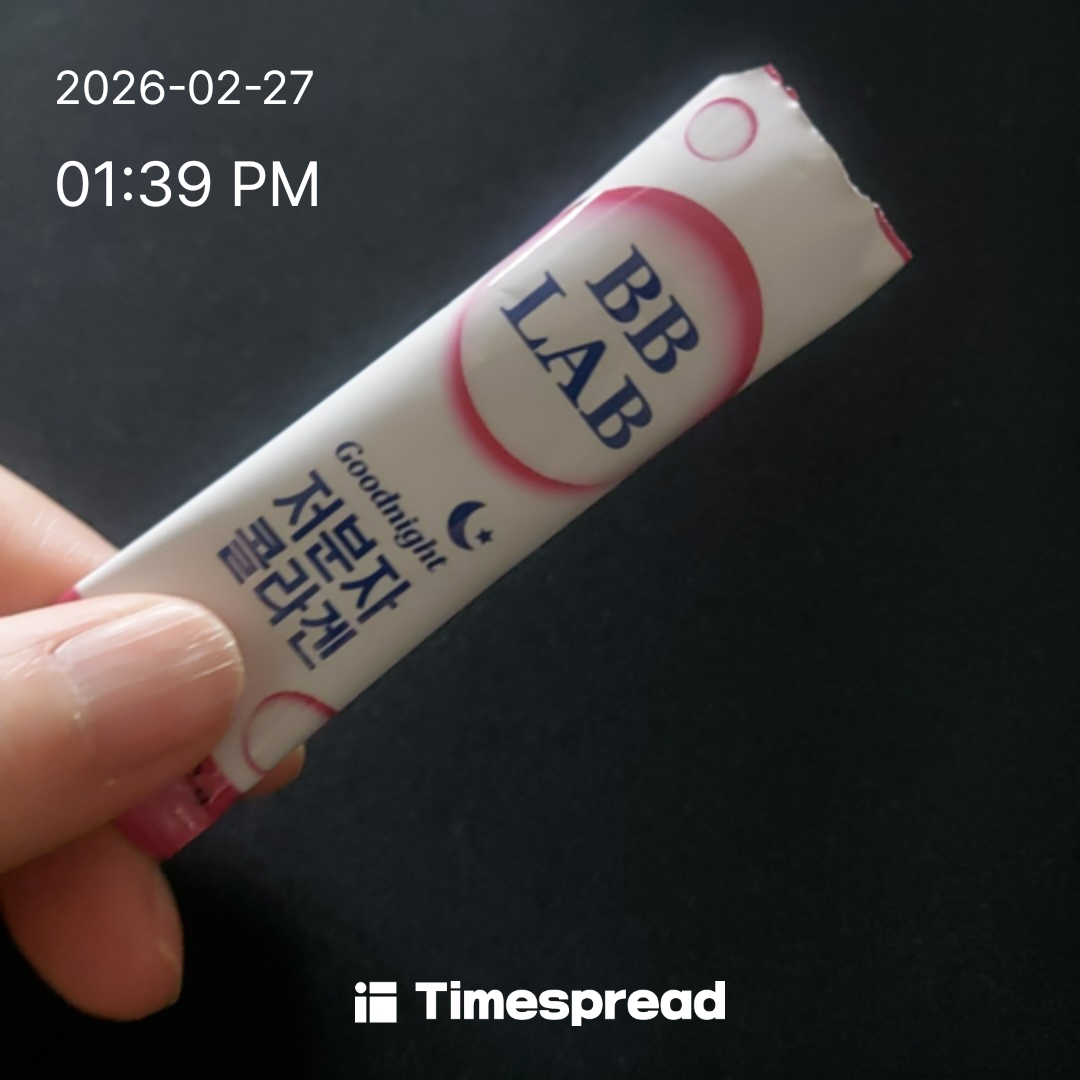 2026-02-27
01:39 PM
BB
LAB
Goodnight
저분자
콜라겐
Timespread